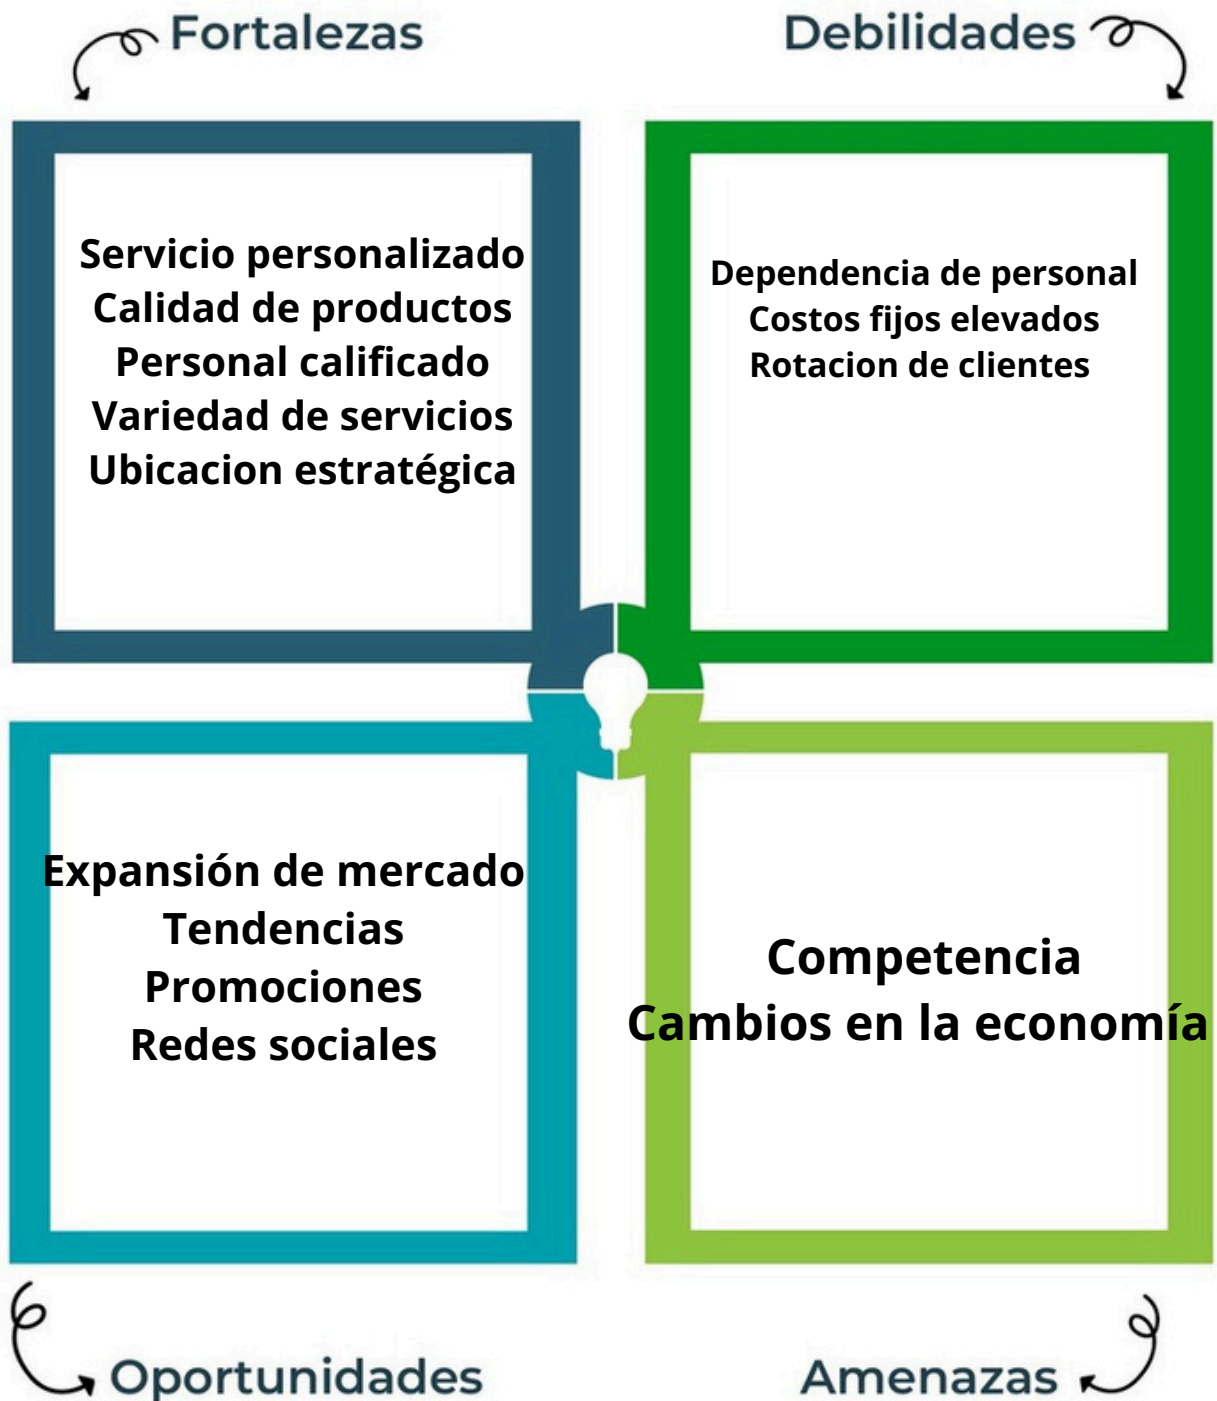 Fortalezas
Servicio personalizado
Calidad de productos
Personal calificado
Variedad de servicios
Ubicacion estratégica
Debilidades
Dependencia de personal
Costos fijos elevados
Rotacion de clientes
Expansión de mercado
Tendencias
Promociones
Redes sociales
Oportunidades
Competencia
Cambios en la economía
Amenazas